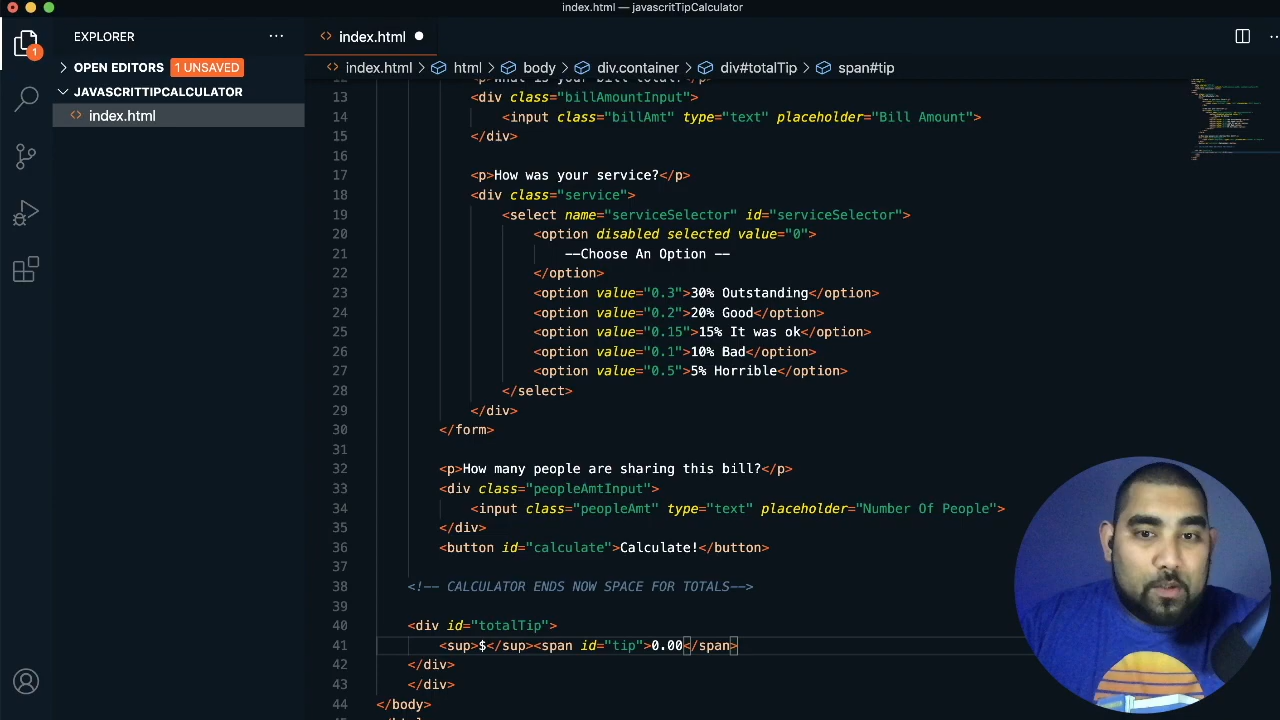 index.html — javascritTipCalculator
EXPLORER
index.html
1
OPEN EDITORS 1 UNSAVED
index.html html body div.container div#totalTip span#tip
JAVASCRITTIPCALCULATOR
index.html
12 <p>What is your bill total?</p>
13 <div class="billAmountInput">
14 <input class="billAmt" type="text" placeholder="Bill Amount">
15 </div>
16
17 <p>How was your service?</p>
18 <div class="service">
19 <select name="serviceSelector" id="serviceSelector">
20 <option disabled selected value="0">
21 --Choose An Option --
22 </option>
23 <option value="0.3">30% Outstanding</option>
24 <option value="0.2">20% Good</option>
25 <option value="0.15">15% It was ok</option>
26 <option value="0.1">10% Bad</option>
27 <option value="0.5">5% Horrible</option>
28 </select>
29 </div>
30 </form>
31
32 <p>How many people are sharing this bill?</p>
33 <div class="peopleAmtInput">
34 <input class="peopleAmt" type="text" placeholder="Number Of People">
35 </div>
36 <button id="calculate">Calculate!</button>
37
38 <!-- CALCULATOR ENDS NOW SPACE FOR TOTALS-->
39
40 <div id="totalTip">
41 <sup>$</sup><span id="tip">0.00</span>
42 </div>
43 </div>
44 </body>